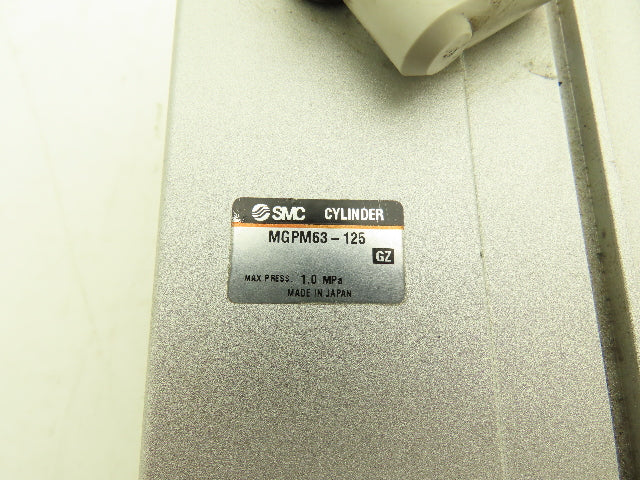 SMC CYLINDER
MGPM63-125
GZ
MAX PRESS. 1.0 MPa
MADE IN JAPAN